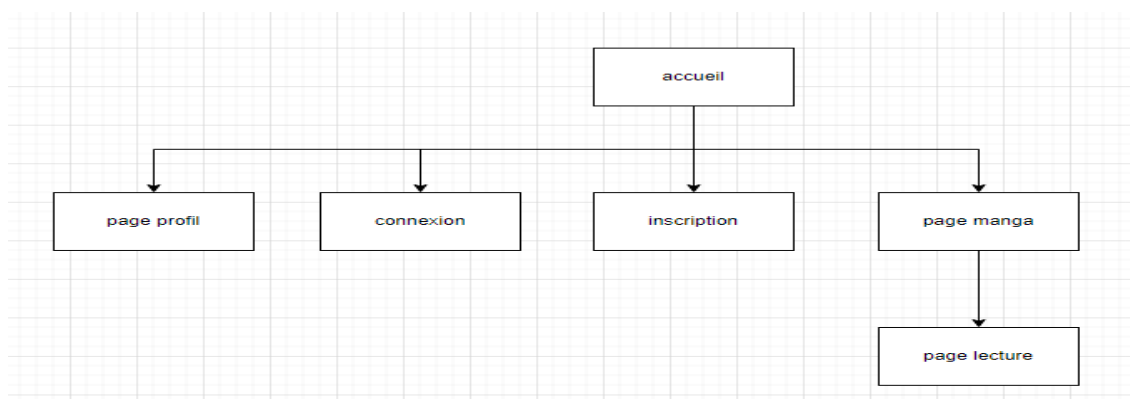 accueil
page profil
connexion
inscription
page manga
page lecture